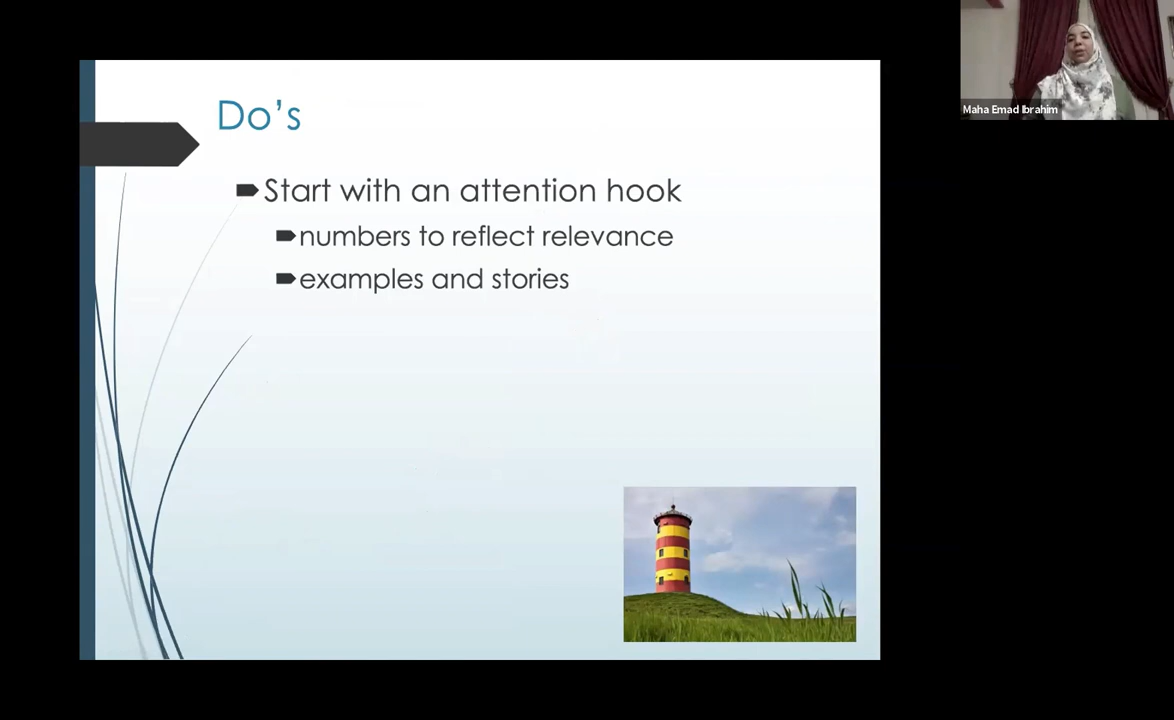 Do’s
Start with an attention hook
numbers to reflect relevance
examples and stories
Maha Emad Ibrahim